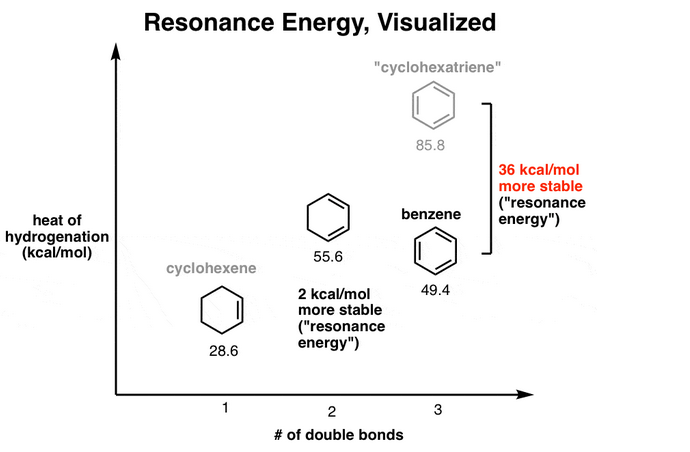 Resonance Energy, Visualized
"cyclohexatriene"
85.8
36 kcal/mol
more stable
("resonance
energy")
benzene
49.4
heat of
hydrogenation
(kcal/mol)
55.6
cyclohexene
28.6
2 kcal/mol
more stable
("resonance
energy")
1
2
3
# of double bonds